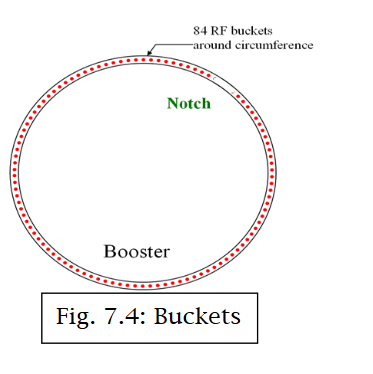 84 RF buckets
around circumference
Notch
Booster
Fig. 7.4: Buckets